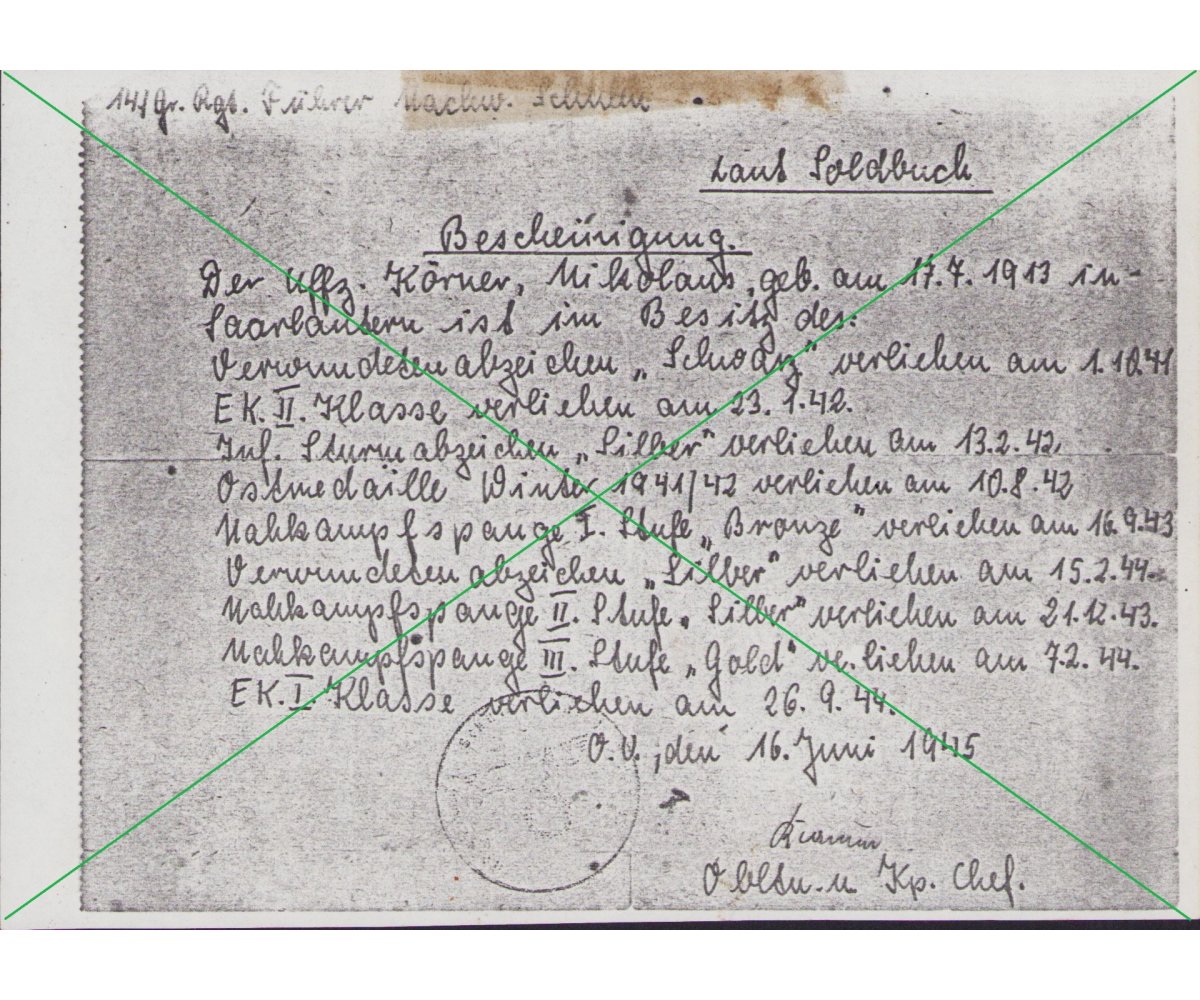 14/Gr. Rgt. Führer Nachw. Schule
Laut Soldbuch
Bescheinigung.
Der Uffz. Körner, Nikolaus, geb. am 17.7.1913 in
Saarlautern ist im Besitz des:
Verwundetenabzeichen „Schwarz" verliehen am 1.10.41
EK. II. Klasse verliehen am 23.1.42.
Inf. Sturmabzeichen „Silber" verliehen am 13.2.42.
Ostmedaille Winter 1941/42 verliehen am 10.8.42
Nahkampfspange I. Stufe „Bronze" verliehen am 16.9.43
Verwundetenabzeichen „Silber" verliehen am 15.2.44.
Nahkampfspange II. Stufe „Silber" verliehen am 21.12.43.
Nahkampfspange III. Stufe „Gold" verliehen am 7.2.44.
EK. I. Klasse verliehen am 26.9.44.
O.U., den 16. Juni 1945
Obltn. u. Kp. Chef.